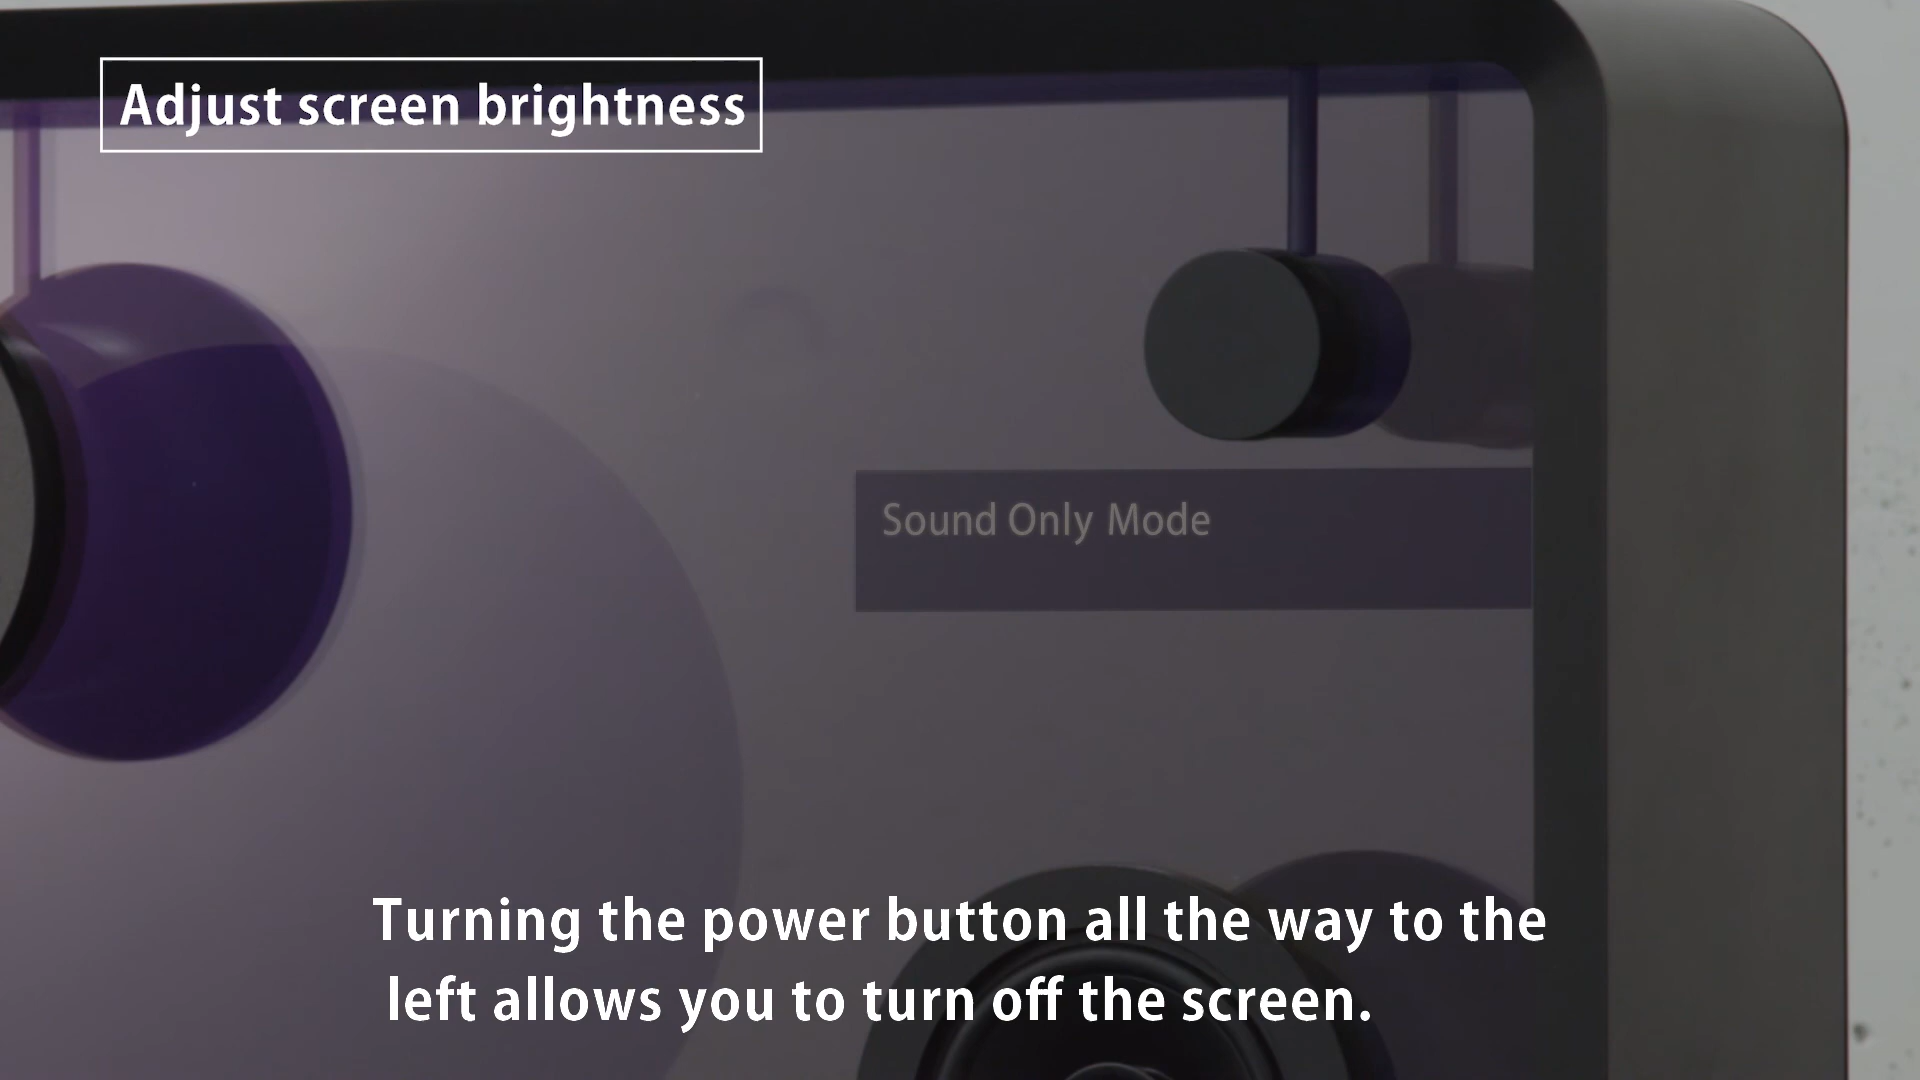 Adjust screen brightness
Sound Only Mode
Turning the power button all the way to the
left allows you to turn off the screen.